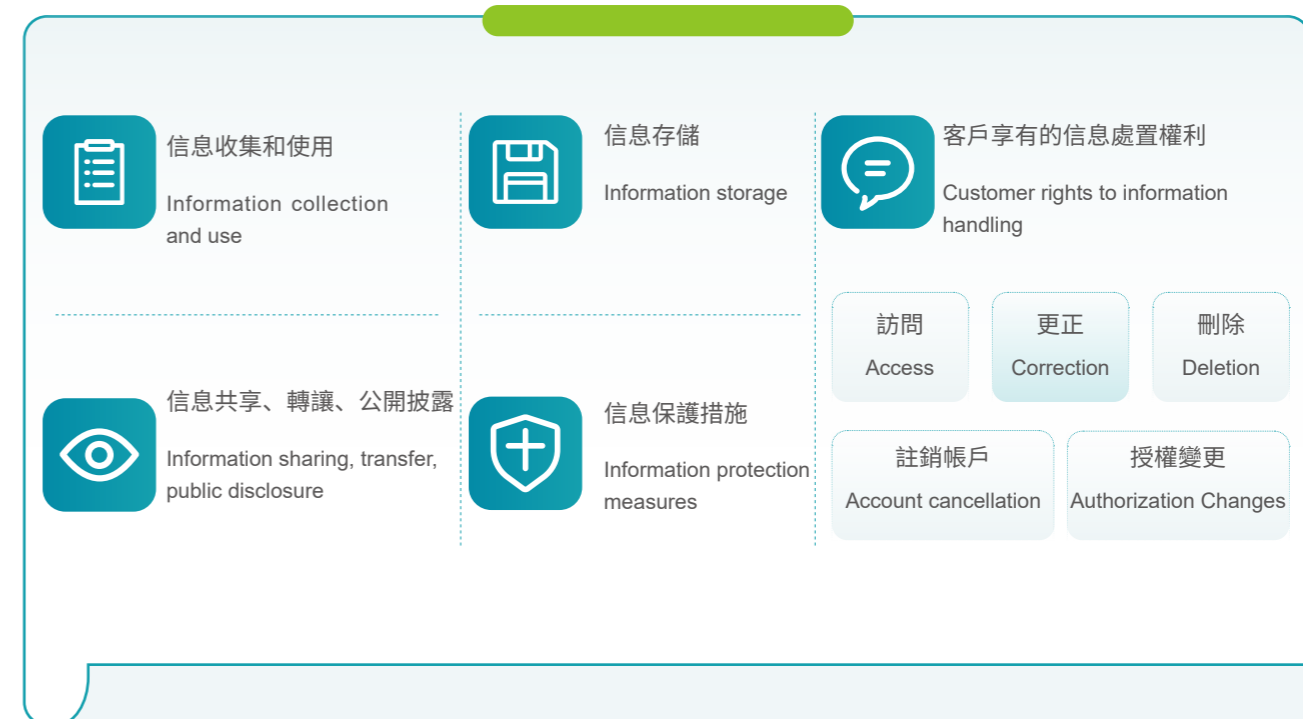 信息收集和使用
Information collection
and use
信息存儲
Information storage
客戶享有的信息處置權利
Customer rights to information
handling
信息共享、轉讓、公開披露
Information sharing, transfer,
public disclosure
信息保護措施
Information protection
measures
訪問
Access
更正
Correction
刪除
Deletion
註銷帳戶
Account cancellation
授權變更
Authorization Changes